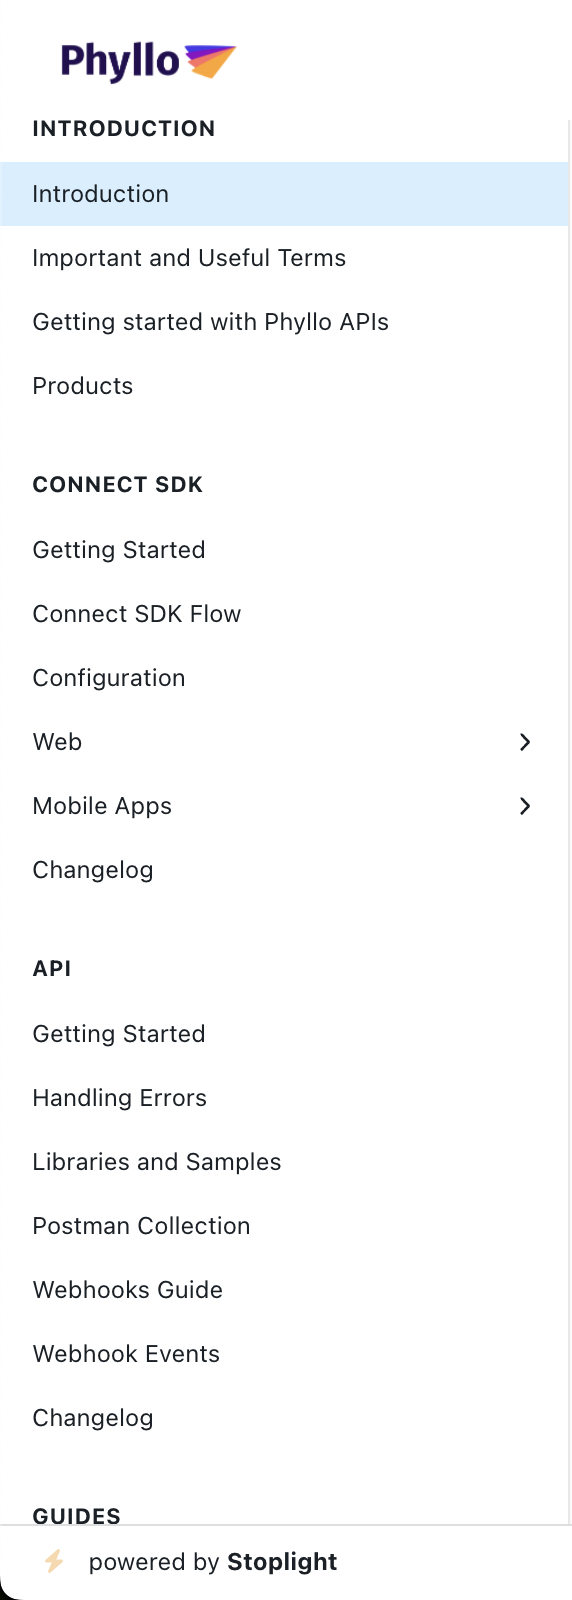 Phyllo
INTRODUCTION
Introduction
Important and Useful Terms
Getting started with Phyllo APIs
Products
CONNECT SDK
Getting Started
Connect SDK Flow
Configuration
Web
Mobile Apps
Changelog
API
Getting Started
Handling Errors
Libraries and Samples
Postman Collection
Webhooks Guide
Webhook Events
Changelog
GUIDES
powered by Stoplight